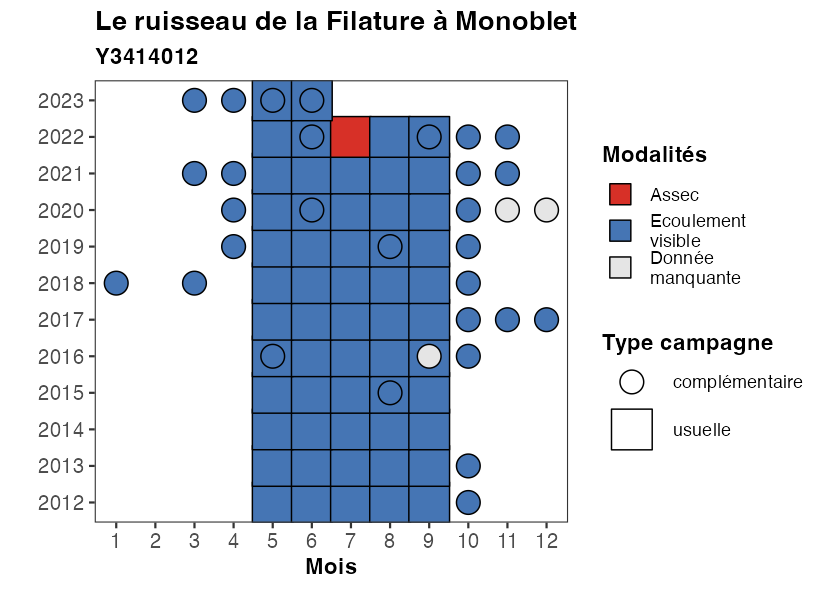 Le ruisseau de la Filature à Monoblet
Y3414012
2023
2022
2021
2020
2019
2018
2017
2016
2015
2014
2013
2012
1 2 3 4 5 6 7 8 9 10 11 12
Mois
Modalités
Assec
Ecoulement
visible
Donnée
manquante
Type campagne
complémentaire
usuelle